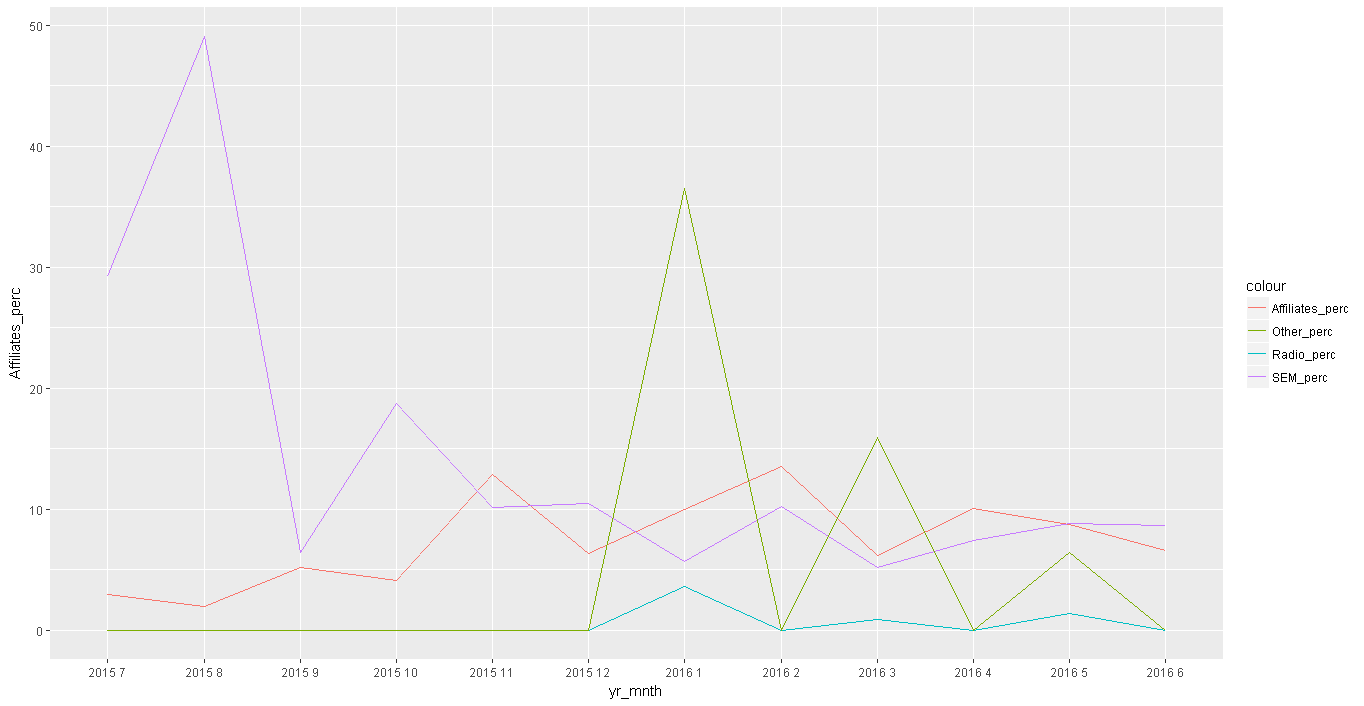 50
40
30
20
10
0
Affiliates_perc
2015 7
2015 8
2015 9
2015 10
2015 11
2015 12
2016 1
2016 2
2016 3
2016 4
2016 5
2016 6
yr_mnth
colour
Affiliates_perc
Other_perc
Radio_perc
SEM_perc